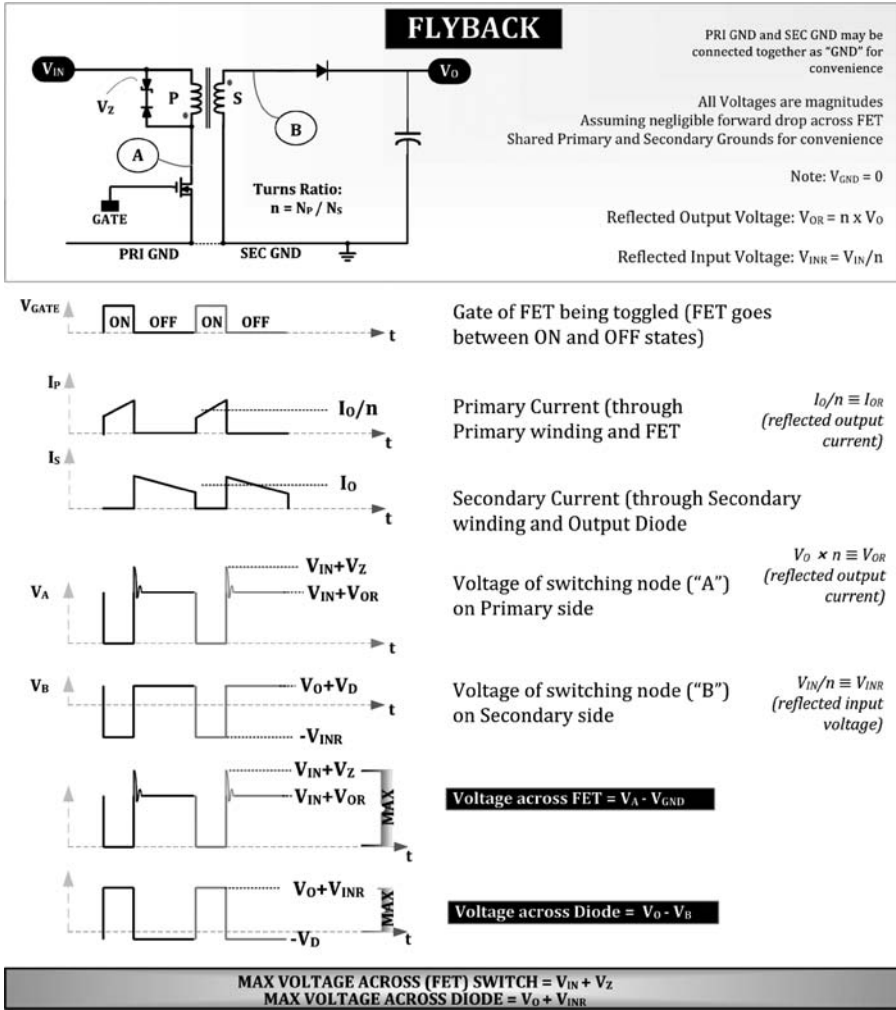 FLYBACK
PRI GND and SEC GND may be
connected together as "GND" for
convenience
All Voltages are magnitudes
Assuming negligible forward drop across FET
Shared Primary and Secondary Grounds for convenience
Note: VGND = 0
Reflected Output Voltage: VOR = n x VO
Reflected Input Voltage: VINR = VIN/n
VIN
VZ
P
S
VO
A
B
GATE
Turns Ratio:
n = NP / NS
PRI GND
SEC GND
VGATE
ON
OFF
ON
OFF
t
Gate of FET being toggled (FET goes
between ON and OFF states)
IP
IO/n
t
Primary Current (through
Primary winding and FET
IO/n ≡ IOR
(reflected output
current)
IS
IO
t
Secondary Current (through Secondary
winding and Output Diode
VA
VIN+VZ
VIN+VOR
t
Voltage of switching node ("A")
on Primary side
VO × n ≡ VOR
(reflected output
current)
VB
VO+VD
t
-VINR
Voltage of switching node ("B")
on Secondary side
VIN/n ≡ VINR
(reflected input
voltage)
VIN+VZ
VIN+VOR
MAX
t
Voltage across FET = VA - VGND
VO+VINR
MAX
t
-VD
Voltage across Diode = VO - VB
MAX VOLTAGE ACROSS (FET) SWITCH = VIN + VZ
MAX VOLTAGE ACROSS DIODE = VO + VINR